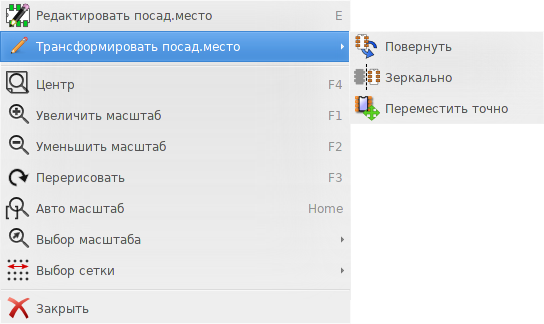 Редактировать посад.место E
Трансформировать посад.место
Повернуть
Зеркально
Переместить точно
Центр F4
Увеличить масштаб F1
Уменьшить масштаб F2
Перерисовать F3
Авто масштаб Home
Выбор масштаба
Выбор сетки
Закрыть